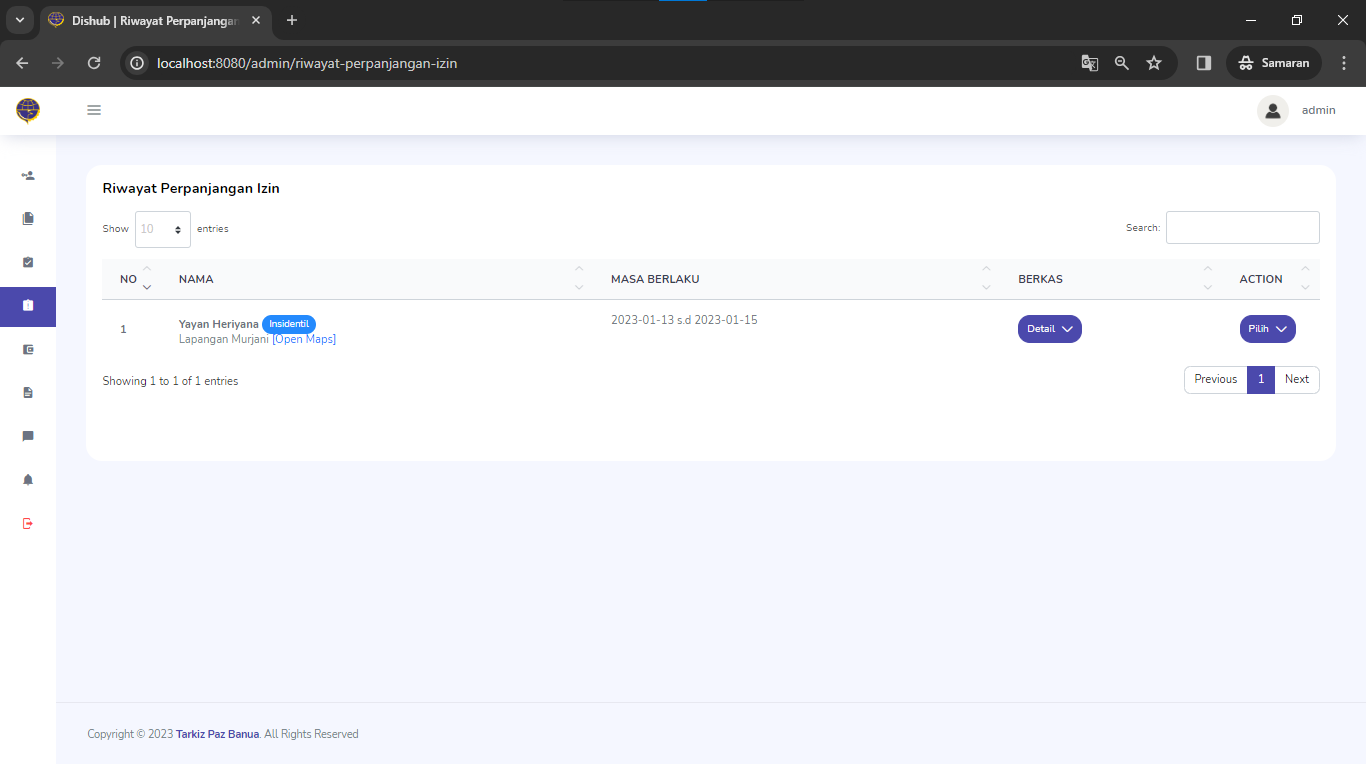 Dishub | Riwayat Perpanjangan
localhost:8080/admin/riwayat-perpanjangan-izin
Samaran
admin
Riwayat Perpanjangan Izin
Show 10 entries
Search:
NO NAMA MASA BERLAKU BERKAS ACTION
1 Yayan Heriyana Insidentil 2023-01-13 s.d 2023-01-15 Detail Pilih
Lapangan Murjani [Open Maps]
Showing 1 to 1 of 1 entries
Previous 1 Next
Copyright © 2023 Tarkiz Paz Banua. All Rights Reserved